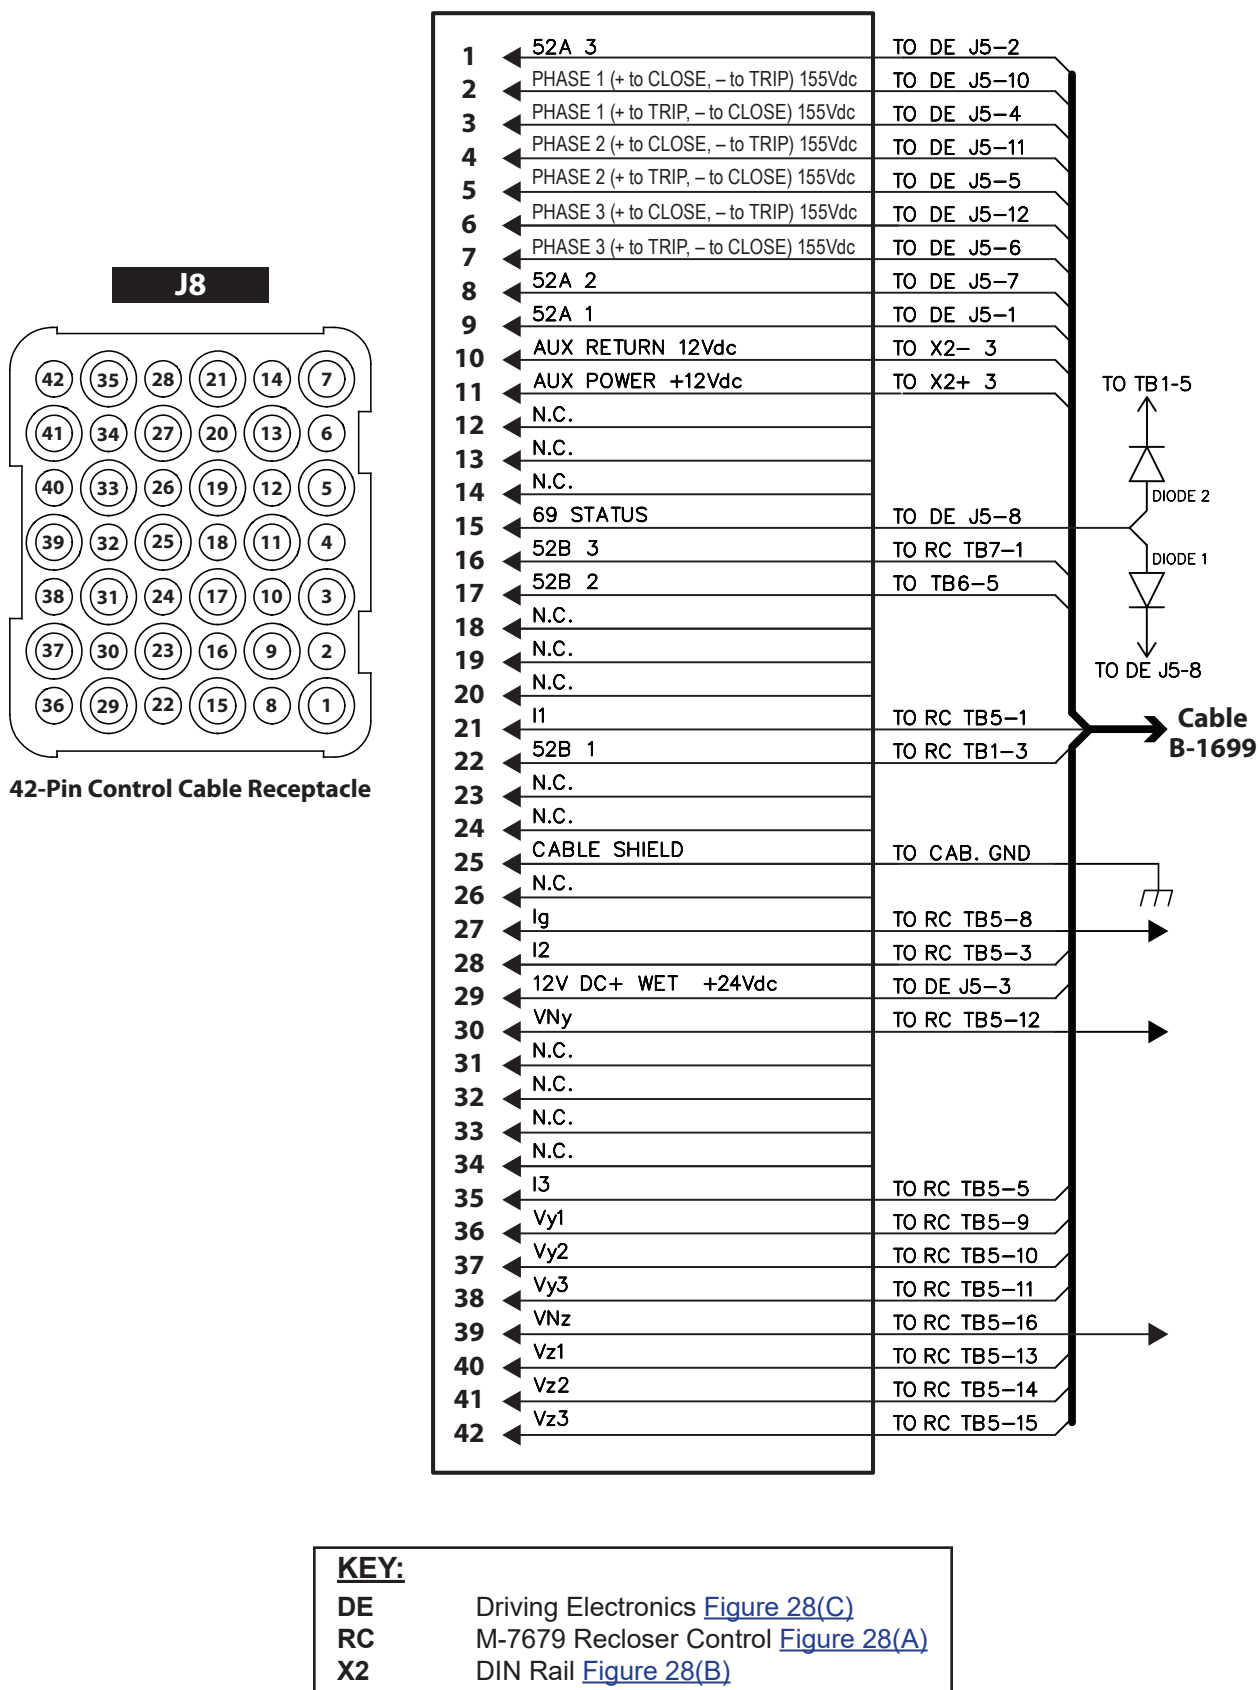 J8
42 35 28 21 14 7
41 34 27 20 13 6
40 33 26 19 12 5
39 32 25 18 11 4
38 31 24 17 10 3
37 30 23 16 9 2
36 29 22 15 8 1
42-Pin Control Cable Receptacle
1 52A 3 TO DE J5-2
2 PHASE 1 (+ to CLOSE, – to TRIP) 155Vdc TO DE J5-10
3 PHASE 1 (+ to TRIP, – to CLOSE) 155Vdc TO DE J5-4
4 PHASE 2 (+ to CLOSE, – to TRIP) 155Vdc TO DE J5-11
5 PHASE 2 (+ to TRIP, – to CLOSE) 155Vdc TO DE J5-5
6 PHASE 3 (+ to CLOSE, – to TRIP) 155Vdc TO DE J5-12
7 PHASE 3 (+ to TRIP, – to CLOSE) 155Vdc TO DE J5-6
8 52A 2 TO DE J5-7
9 52A 1 TO DE J5-1
10 AUX RETURN 12Vdc TO X2- 3
11 AUX POWER +12Vdc TO X2+ 3
12 N.C.
13 N.C.
14 N.C.
15 69 STATUS TO DE J5-8
16 52B 3 TO RC TB7-1
17 52B 2 TO TB6-5
18 N.C.
19 N.C.
20 N.C.
21 I1 TO RC TB5-1
22 52B 1 TO RC TB1-3
23 N.C.
24 N.C.
25 CABLE SHIELD TO CAB. GND
26 N.C.
27 Ig TO RC TB5-8
28 I2 TO RC TB5-3
29 12V DC+ WET +24Vdc TO DE J5-3
30 VNy TO RC TB5-12
31 N.C.
32 N.C.
33 N.C.
34 N.C.
35 I3 TO RC TB5-5
36 Vy1 TO RC TB5-9
37 Vy2 TO RC TB5-10
38 Vy3 TO RC TB5-11
39 VNz TO RC TB5-16
40 Vz1 TO RC TB5-13
41 Vz2 TO RC TB5-14
42 Vz3 TO RC TB5-15
TO TB1-5
DIODE 2
DIODE 1
TO DE J5-8
Cable
B-1699
KEY:
DE Driving Electronics Figure 28(C)
RC M-7679 Recloser Control Figure 28(A)
X2 DIN Rail Figure 28(B)